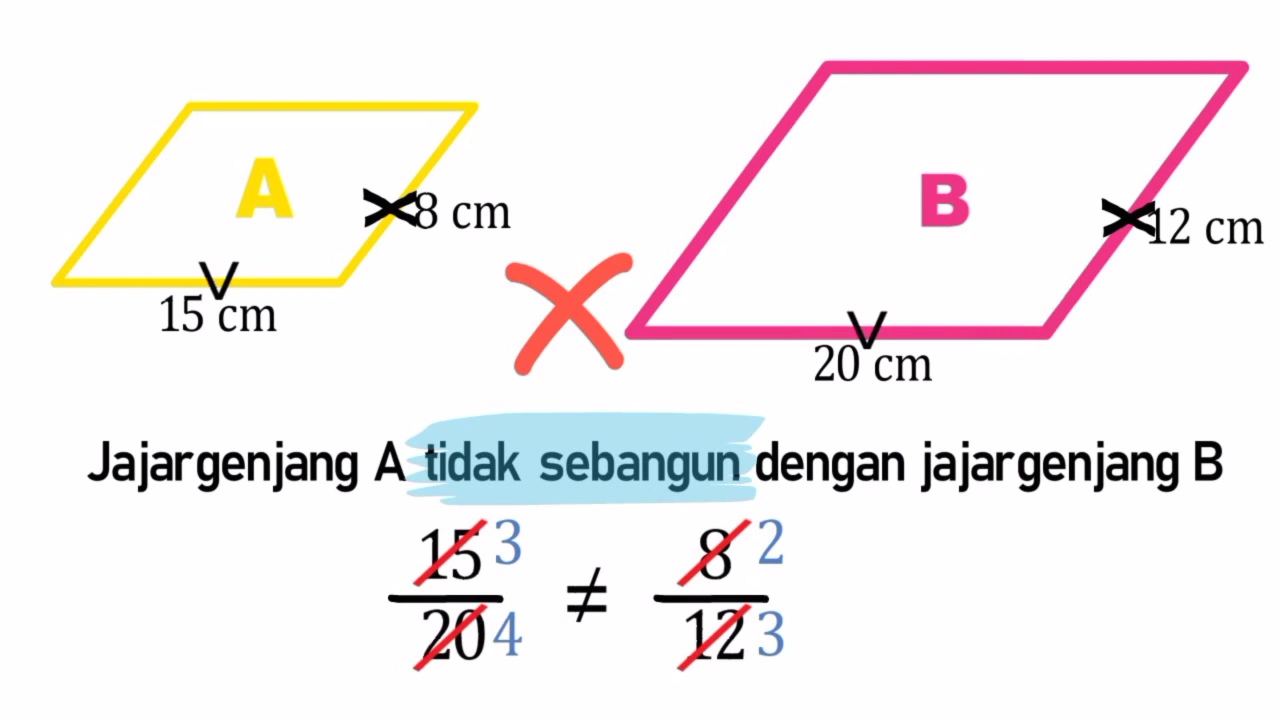 A
B
8 cm
12 cm
15 cm
20 cm
Jajargenjang A tidak sebangun dengan jajargenjang B
15 3 ≠ 8 2
20 4 12 3